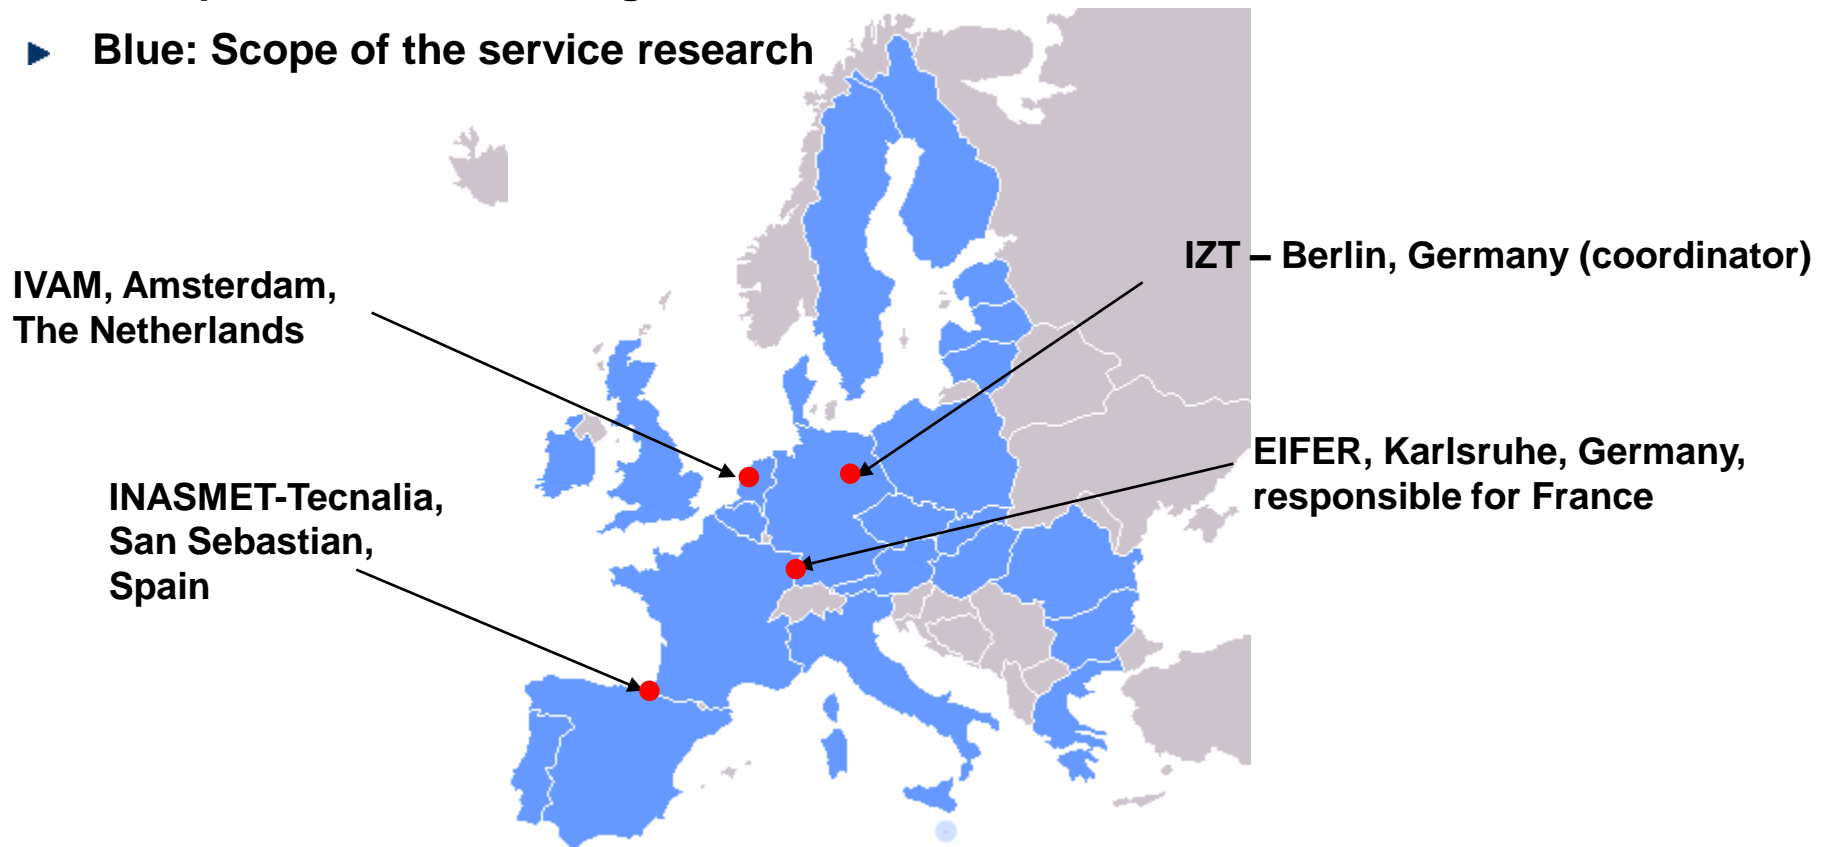 Blue: Scope of the service research
IZT – Berlin, Germany (coordinator)
IVAM, Amsterdam,
The Netherlands
EIFER, Karlsruhe, Germany,
responsible for France
INASMET-Tecnalia,
San Sebastian,
Spain